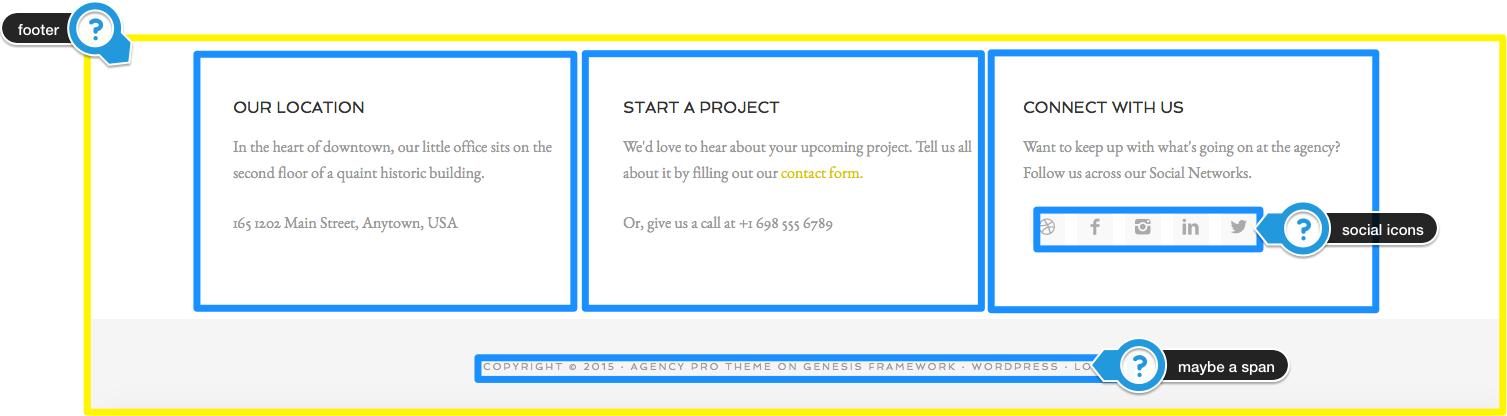 footer
?
OUR LOCATION
In the heart of downtown, our little office sits on the
second floor of a quaint historic building.
165 1202 Main Street, Anytown, USA
START A PROJECT
We'd love to hear about your upcoming project. Tell us all
about it by filling out our contact form.
Or, give us a call at +1 698 555 6789
CONNECT WITH US
Want to keep up with what's going on at the agency?
Follow us across our Social Networks.
f
in
?
social icons
COPYRIGHT © 2015 · AGENCY PRO THEME ON GENESIS FRAMEWORK · WORDPRESS · LO
?
maybe a span